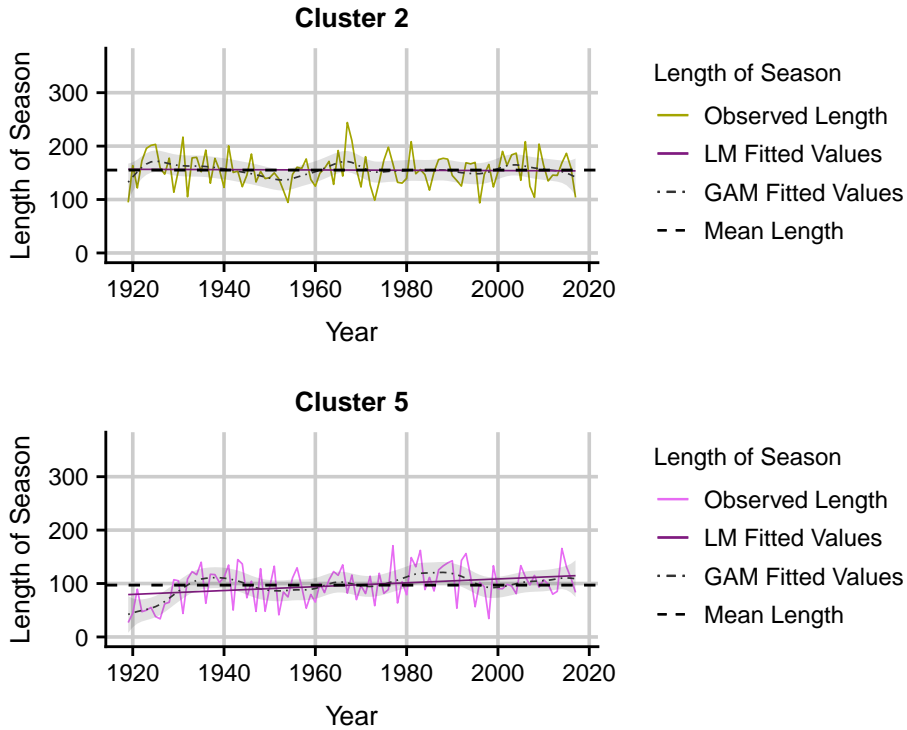 Cluster 2
Length of Season
300
200
100
0
1920 1940 1960 1980 2000 2020
Year
Length of Season
Observed Length
LM Fitted Values
GAM Fitted Values
Mean Length
Cluster 5
Length of Season
300
200
100
0
1920 1940 1960 1980 2000 2020
Year
Length of Season
Observed Length
LM Fitted Values
GAM Fitted Values
Mean Length